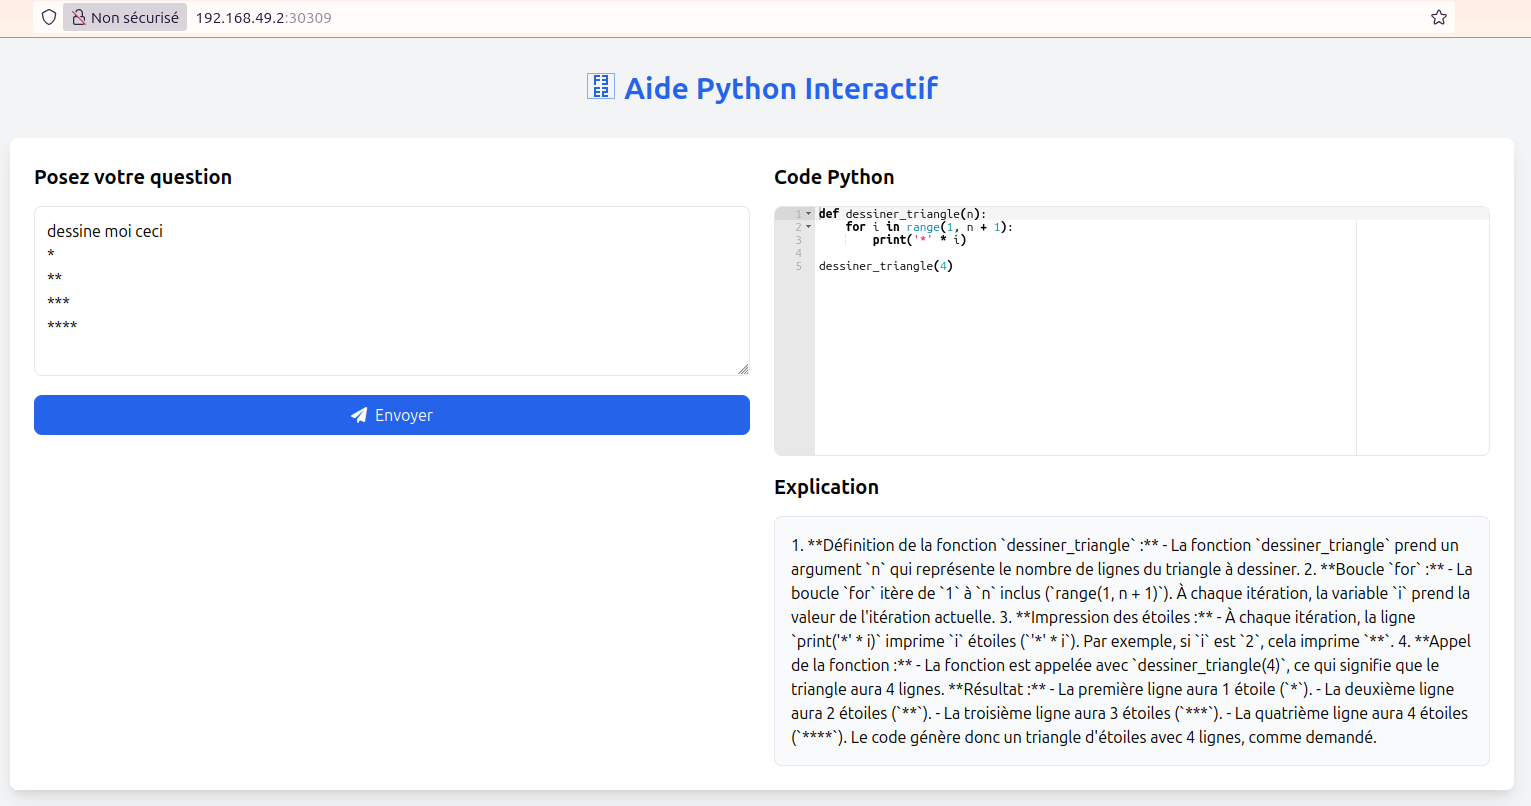 Non sécurisé 192.168.49.2:30309
Aide Python Interactif
Posez votre question
dessine moi ceci
*
**
***
****
Envoyer
Code Python
1 def dessiner_triangle(n):
2     for i in range(1, n + 1):
3         print('*' * i)
4
5 dessiner_triangle(4)
Explication
1. **Définition de la fonction `dessiner_triangle` :** - La fonction `dessiner_triangle` prend un
argument `n` qui représente le nombre de lignes du triangle à dessiner. 2. **Boucle `for` :** - La
boucle `for` itère de `1` à `n` inclus (`range(1, n + 1)`). À chaque itération, la variable `i` prend la
valeur de l'itération actuelle. 3. **Impression des étoiles :** - À chaque itération, la ligne
`print('*' * i)` imprime `i` étoiles (`'*' * i`). Par exemple, si `i` est `2`, cela imprime `**`. 4. **Appel
de la fonction :** - La fonction est appelée avec `dessiner_triangle(4)`, ce qui signifie que le
triangle aura 4 lignes. **Résultat :** - La première ligne aura 1 étoile (`*`). - La deuxième ligne
aura 2 étoiles (`**`). - La troisième ligne aura 3 étoiles (`***`). - La quatrième ligne aura 4 étoiles
(`****`). Le code génère donc un triangle d'étoiles avec 4 lignes, comme demandé.